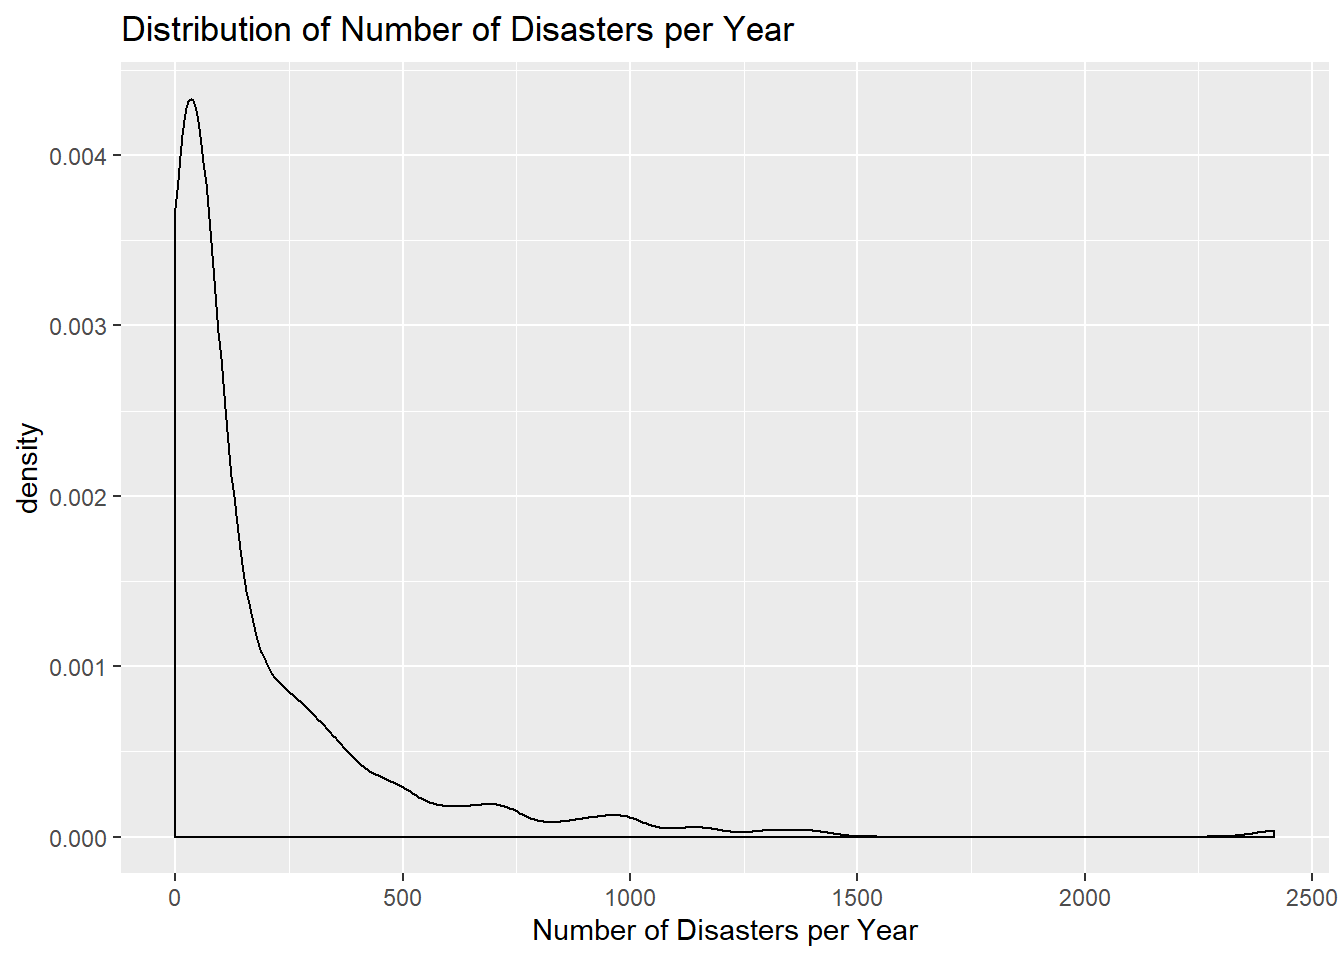 Distribution of Number of Disasters per Year
0.004
0.003
0.002
0.001
0.000
density
0 500 1000 1500 2000 2500
Number of Disasters per Year